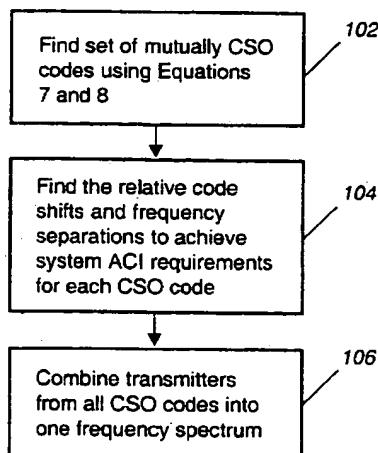 Find set of mutually CSO
codes using Equations
7 and 8
102
Find the relative code
shifts and frequency
separations to achieve
system ACI requirements
for each CSO code
104
Combine transmitters
from all CSO codes into
one frequency spectrum
106